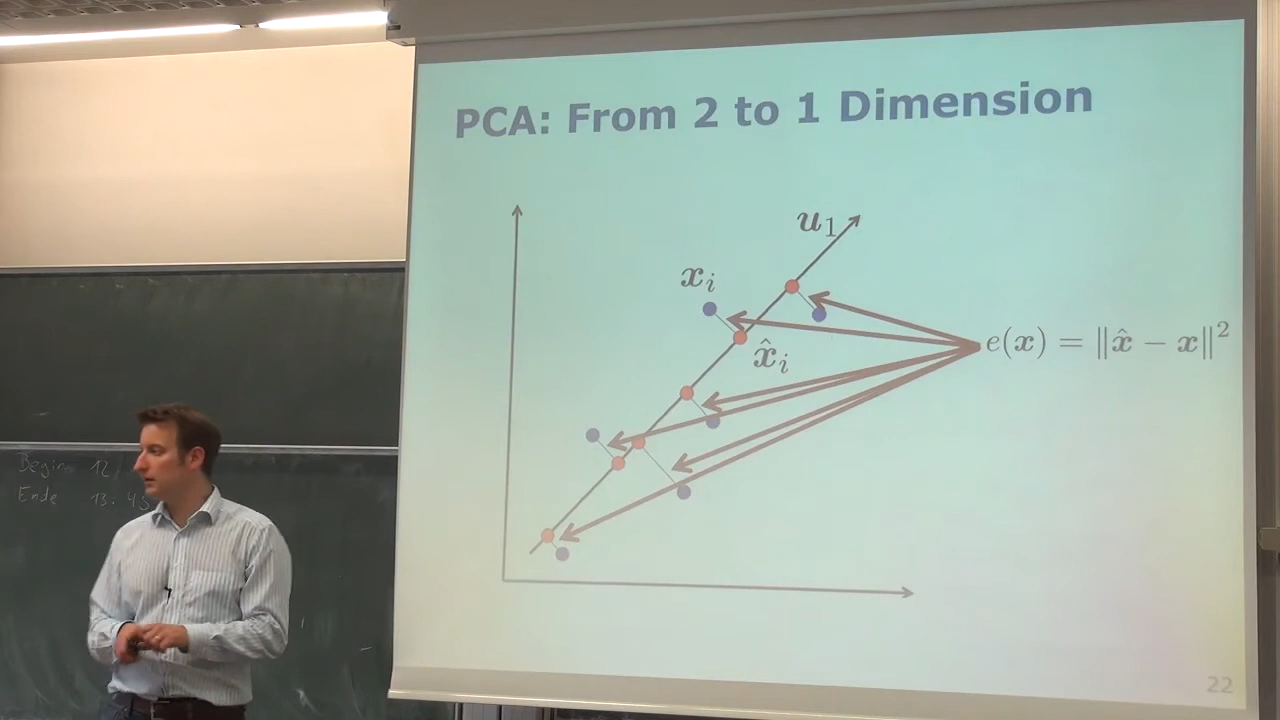 PCA: From 2 to 1 Dimension
u₁
xᵢ
x̂ᵢ
e(x) = ‖x̂ − x‖²
Begin 12
Ende 13:45
22